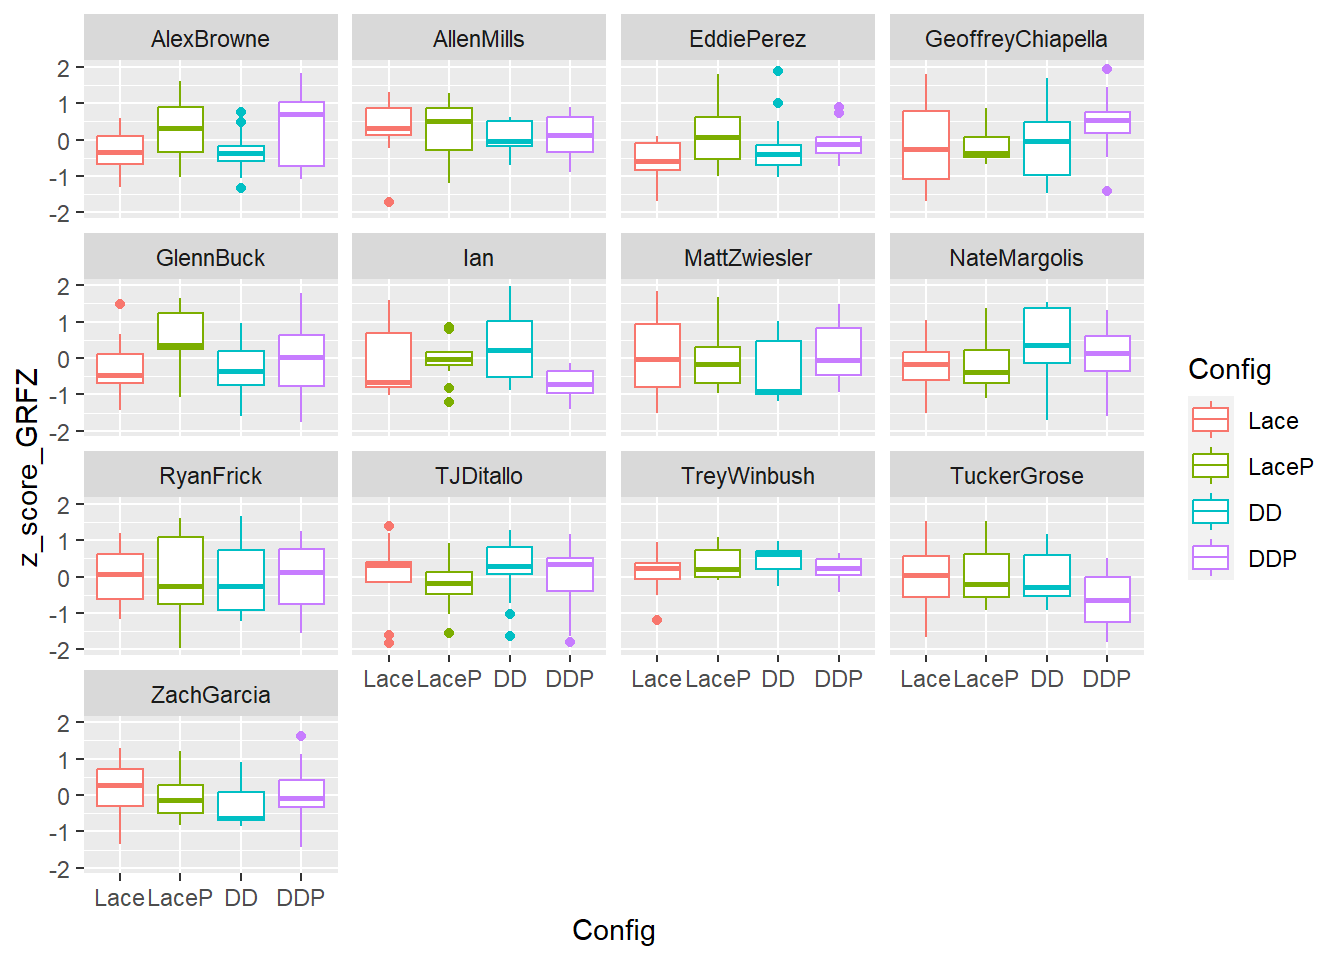 AlexBrowne AllenMills EddiePerez GeoffreyChiapella
2
1
0
-1
-2
GlennBuck Ian MattZwiesler NateMargolis
2
1
0
-1
-2
RyanFrick TJDitallo TreyWinbush TuckerGrose
2
1
0
-1
-2
Lace LaceP DD DDP Lace LaceP DD DDP Lace LaceP DD DDP
ZachGarcia
2
1
0
-1
-2
Lace LaceP DD DDP
Config
z_score_GRFZ
Config
Lace
LaceP
DD
DDP